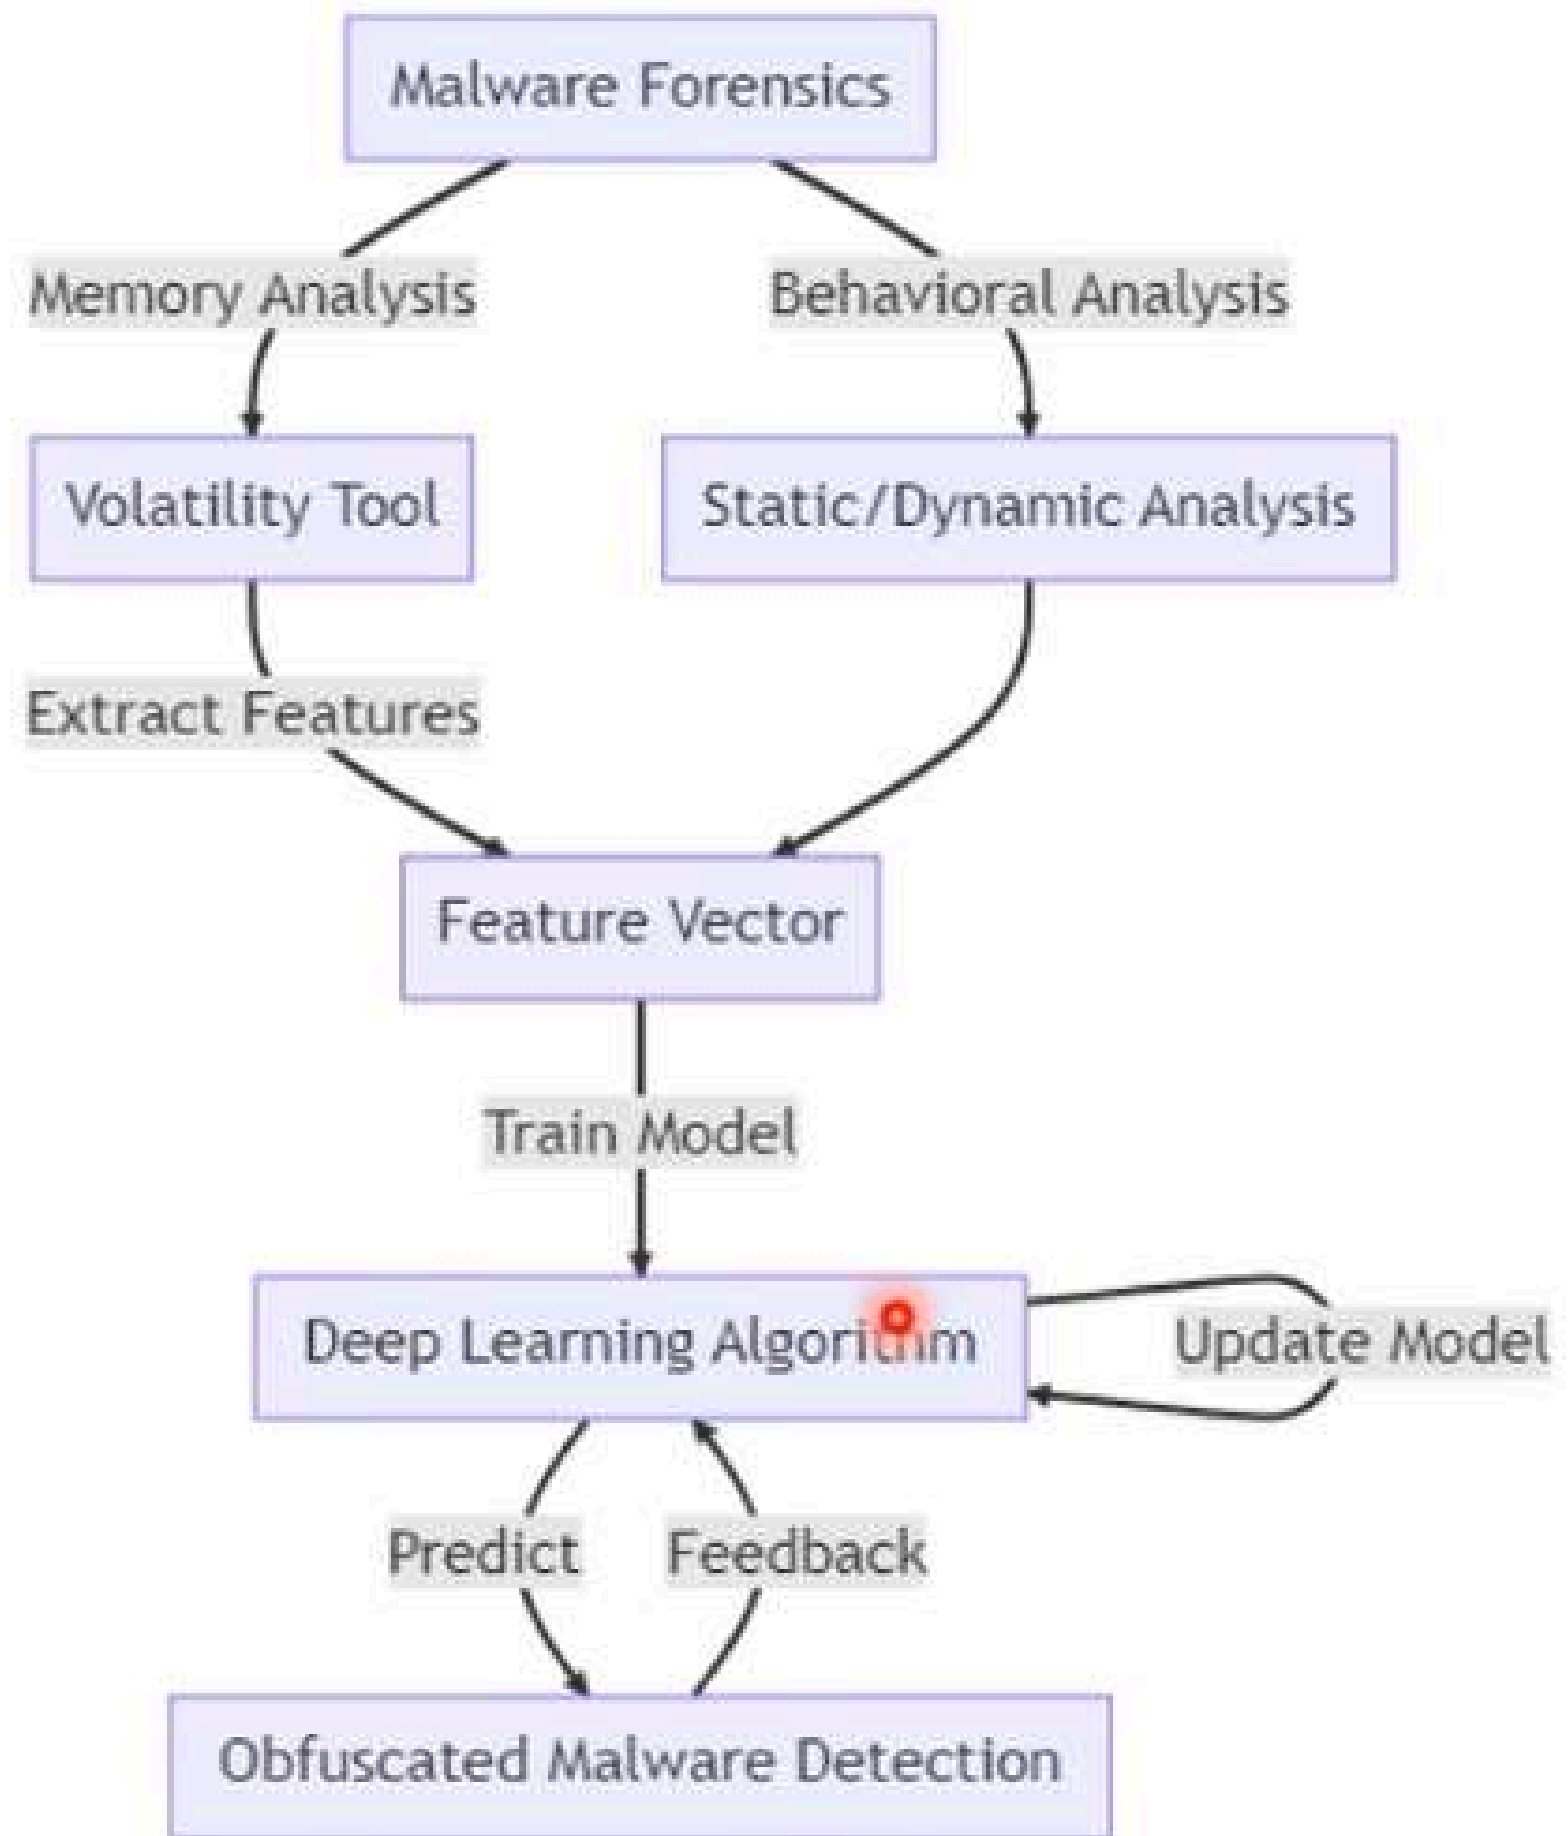 Malware Forensics
Memory Analysis
Behavioral Analysis
Volatility Tool
Static/Dynamic Analysis
Extract Features
Feature Vector
Train Model
Deep Learning Algorithm
Update Model
Predict
Feedback
Obfuscated Malware Detection